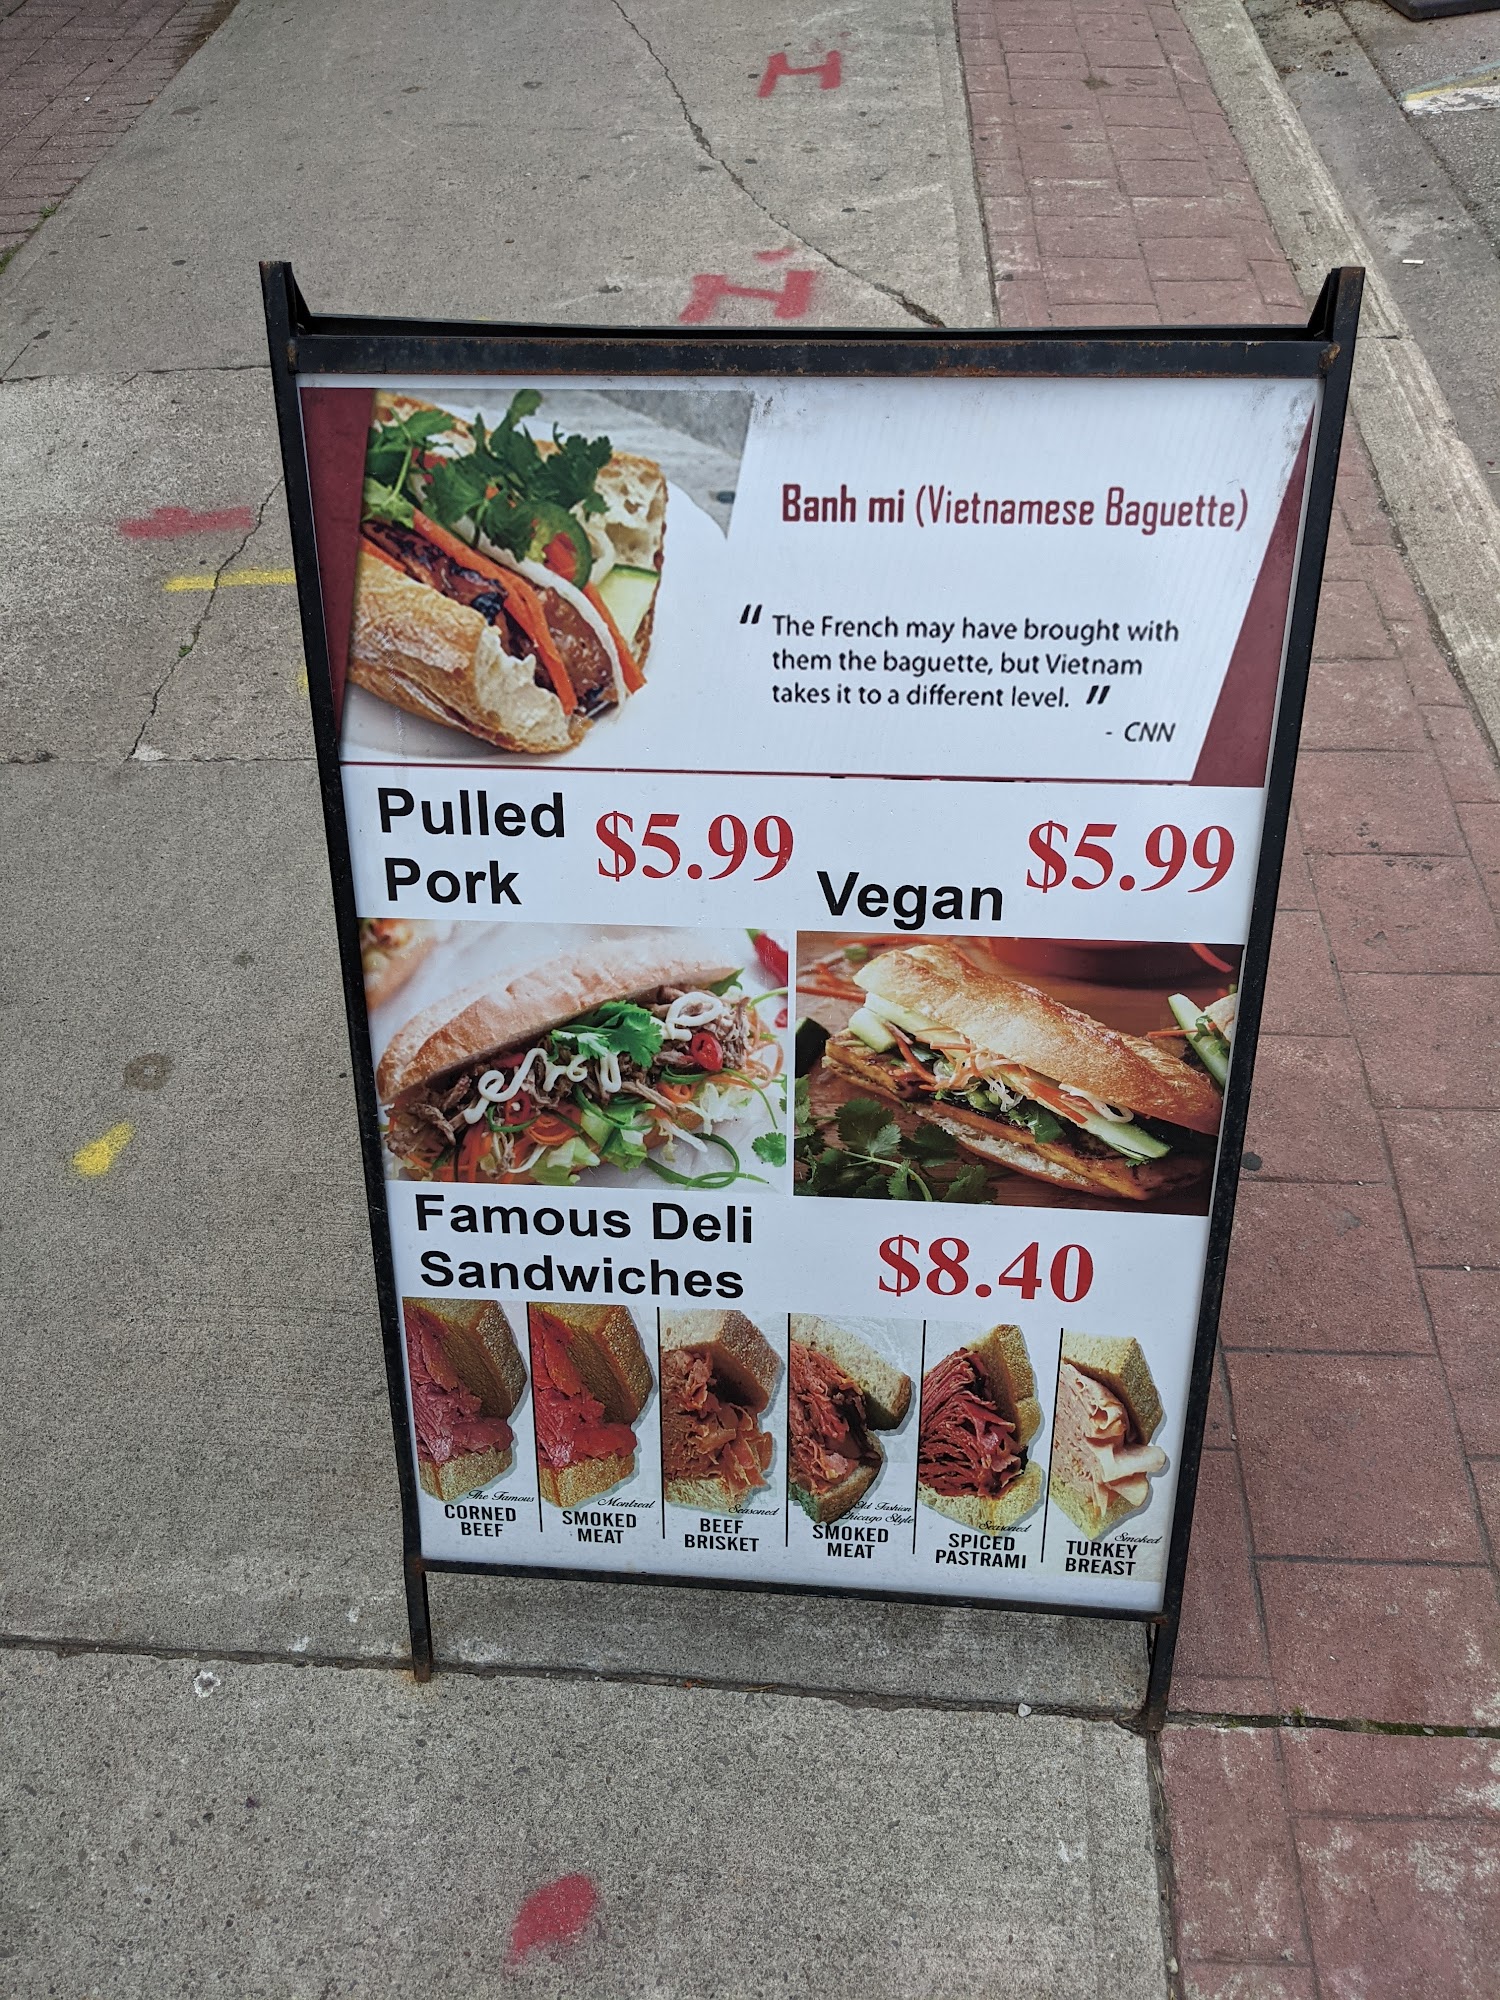 Banh mi (Vietnamese Baguette)
" The French may have brought with
them the baguette, but Vietnam
takes it to a different level. "
- CNN
Pulled
Pork
$5.99
Vegan
$5.99
Famous Deli
Sandwiches
$8.40
The Famous
CORNED
BEEF
Montreal
SMOKED
MEAT
Seasoned
BEEF
BRISKET
Old Fashion
Chicago Style
SMOKED
MEAT
Seasoned
SPICED
PASTRAMI
Smoked
TURKEY
BREAST
H
H